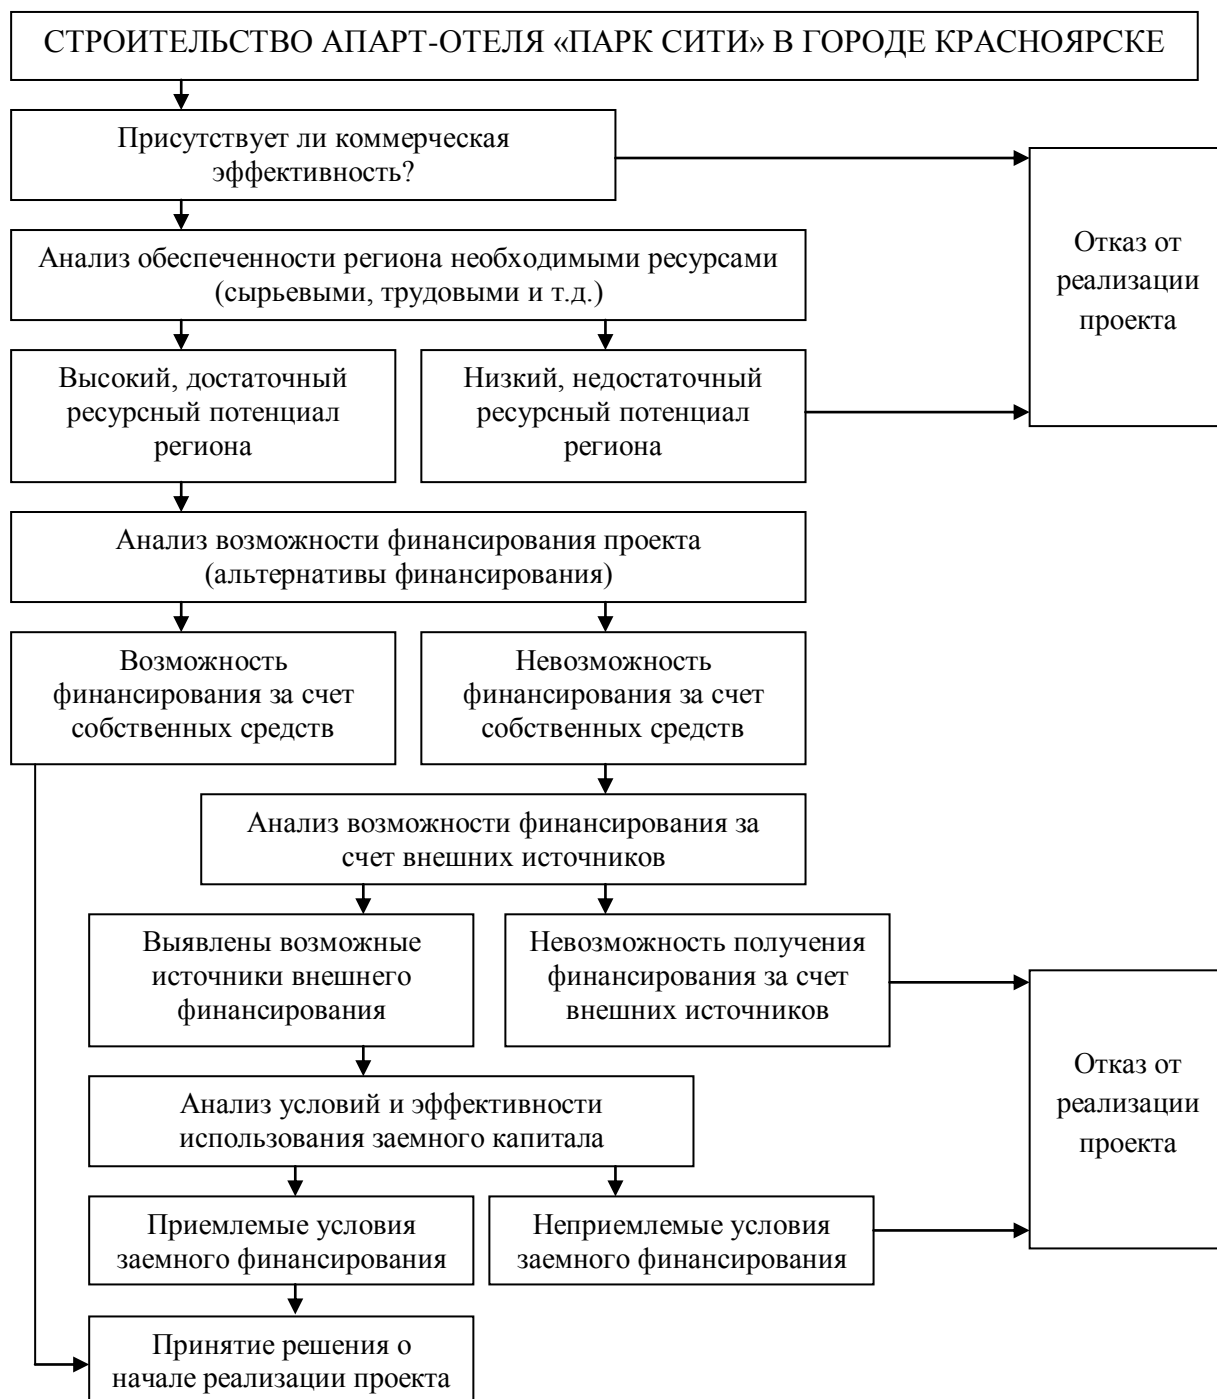 СТРОИТЕЛЬСТВО АПАРТ-ОТЕЛЯ «ПАРК СИТИ» В ГОРОДЕ КРАСНОЯРСКЕ
Присутствует ли коммерческая
эффективность?
Отказ от
реализации
проекта
Анализ обеспеченности региона необходимыми ресурсами
(сырьевыми, трудовыми и т.д.)
Высокий, достаточный
ресурсный потенциал
региона
Низкий, недостаточный
ресурсный потенциал
региона
Анализ возможности финансирования проекта
(альтернативы финансирования)
Возможность
финансирования за счет
собственных средств
Невозможность
финансирования за счет
собственных средств
Анализ возможности финансирования за
счет внешних источников
Выявлены возможные
источники внешнего
финансирования
Невозможность получения
финансирования за счет
внешних источников
Отказ от
реализации
проекта
Анализ условий и эффективности
использования заемного капитала
Приемлемые условия
заемного финансирования
Неприемлемые условия
заемного финансирования
Принятие решения о
начале реализации проекта